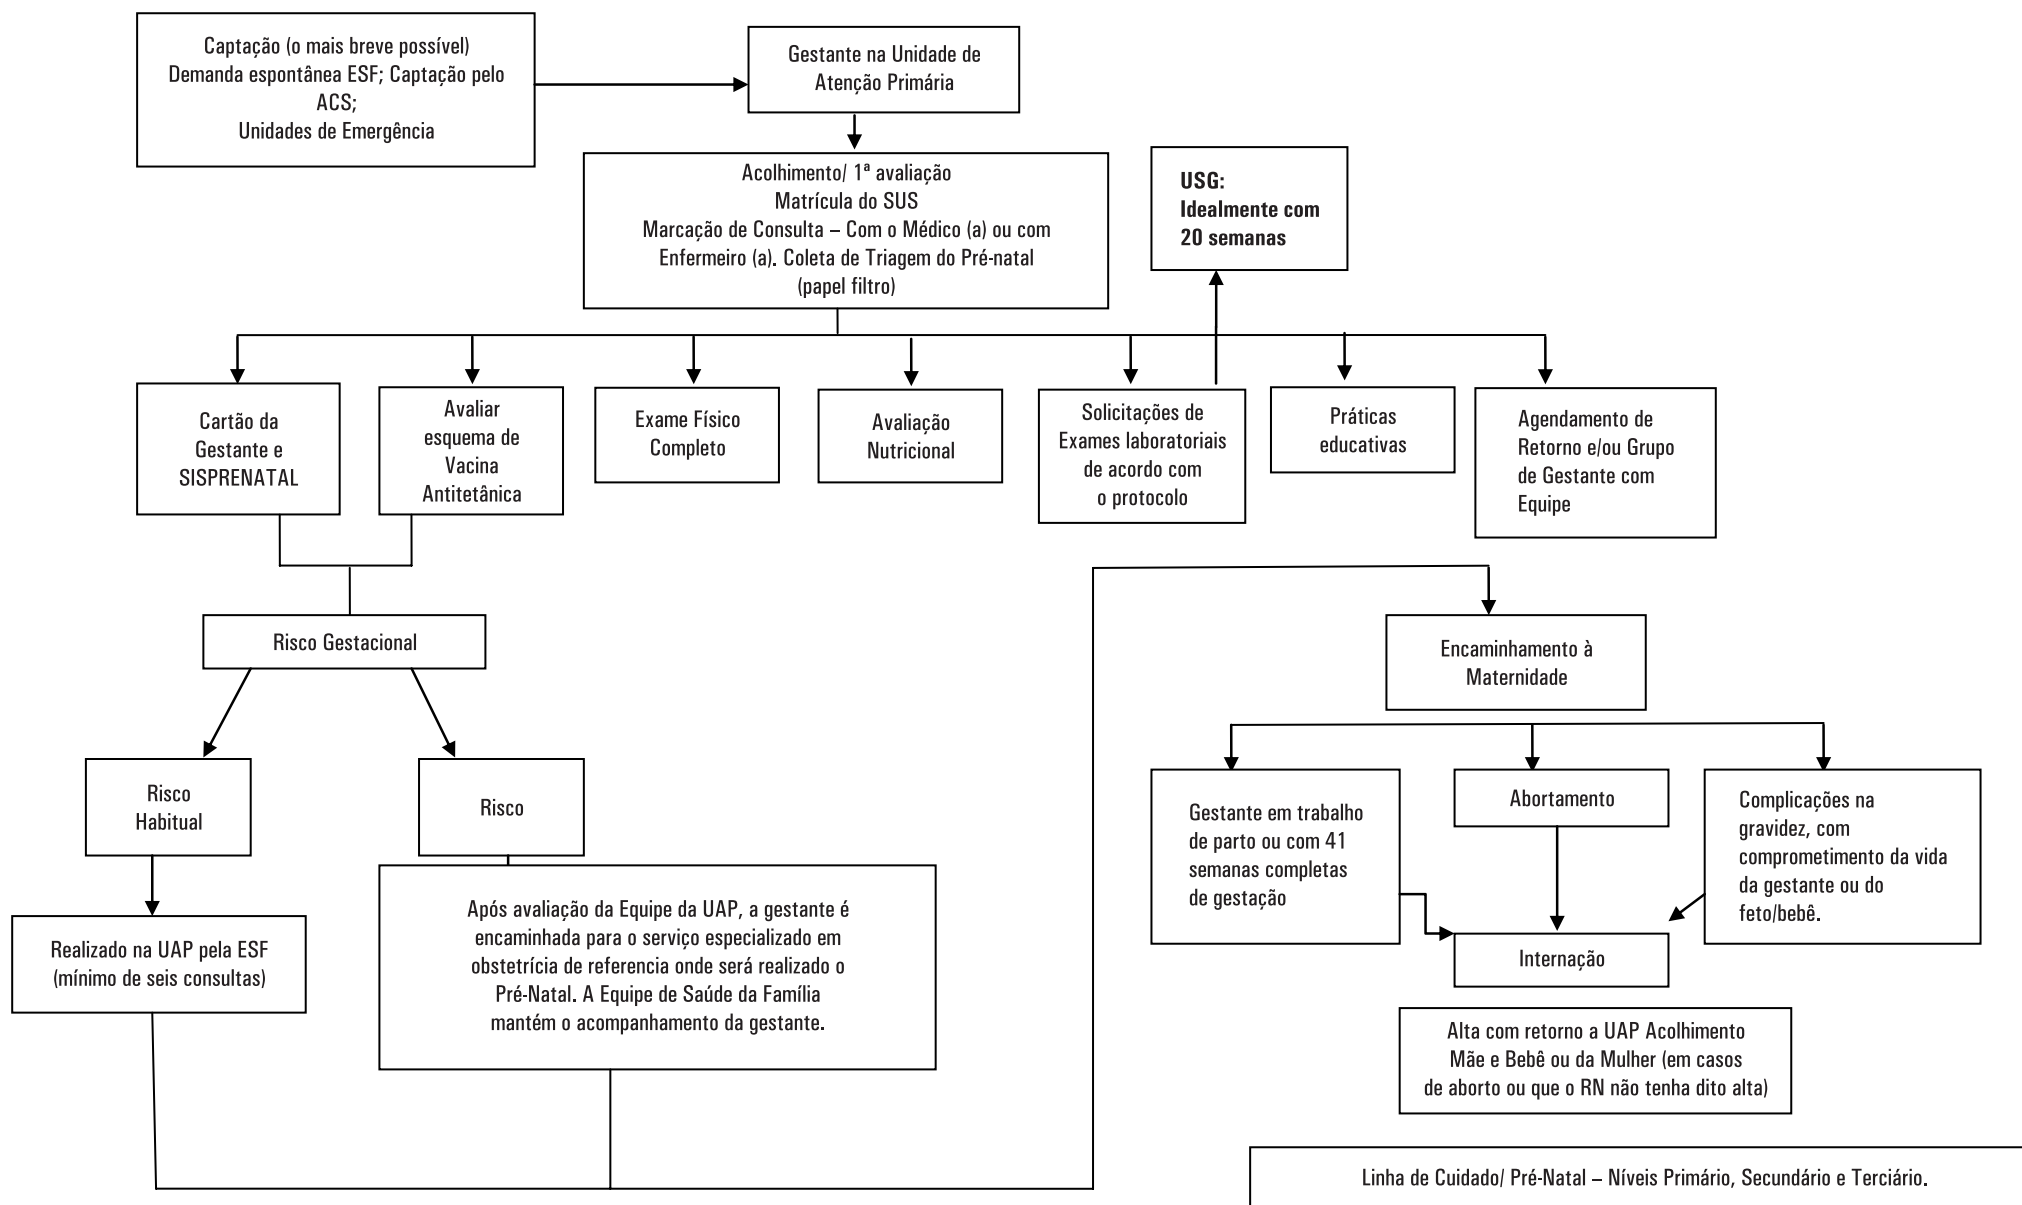 Captação (o mais breve possível)
Demanda espontânea ESF; Captação pelo
ACS;
Unidades de Emergência
Gestante na Unidade de
Atenção Primária
Acolhimento/ 1ª avaliação
Matrícula do SUS
Marcação de Consulta – Com o Médico (a) ou com
Enfermeiro (a). Coleta de Triagem do Pré-natal
(papel filtro)
USG:
Idealmente com
20 semanas
Cartão da
Gestante e
SISPRENATAL
Avaliar
esquema de
Vacina
Antitetânica
Exame Físico
Completo
Avaliação
Nutricional
Solicitações de
Exames laboratoriais
de acordo com
o protocolo
Práticas
educativas
Agendamento de
Retorno e/ou Grupo
de Gestante com
Equipe
Risco Gestacional
Risco
Habitual
Risco
Realizado na UAP pela ESF
(mínimo de seis consultas)
Após avaliação da Equipe da UAP, a gestante é
encaminhada para o serviço especializado em
obstetrícia de referencia onde será realizado o
Pré-Natal. A Equipe de Saúde da Família
mantém o acompanhamento da gestante.
Encaminhamento à
Maternidade
Gestante em trabalho
de parto ou com 41
semanas completas
de gestação
Abortamento
Complicações na
gravidez, com
comprometimento da vida
da gestante ou do
feto/bebê.
Internação
Alta com retorno a UAP Acolhimento
Mãe e Bebê ou da Mulher (em casos
de aborto ou que o RN não tenha dito alta)
Linha de Cuidado/ Pré-Natal – Níveis Primário, Secundário e Terciário.